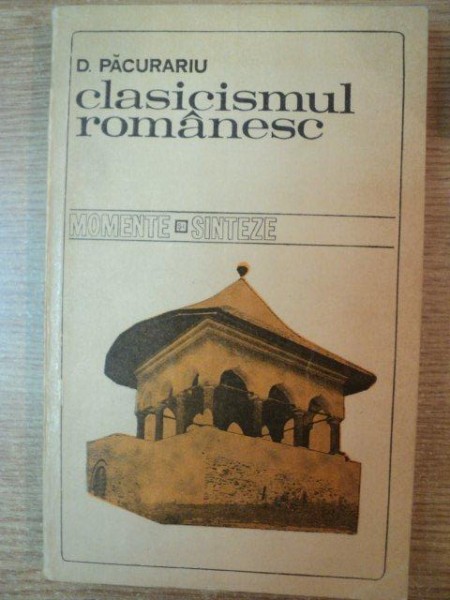 D. PĂCURARIU
clasicismul
românesc
MOMENTE SINTEZE